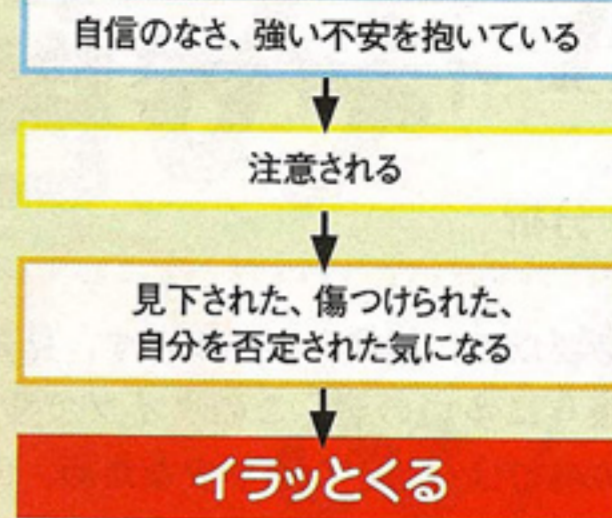 自信のなさ、強い不安を抱いている
注意される
見下された、傷つけられた、
自分を否定された気になる
イラッとくる